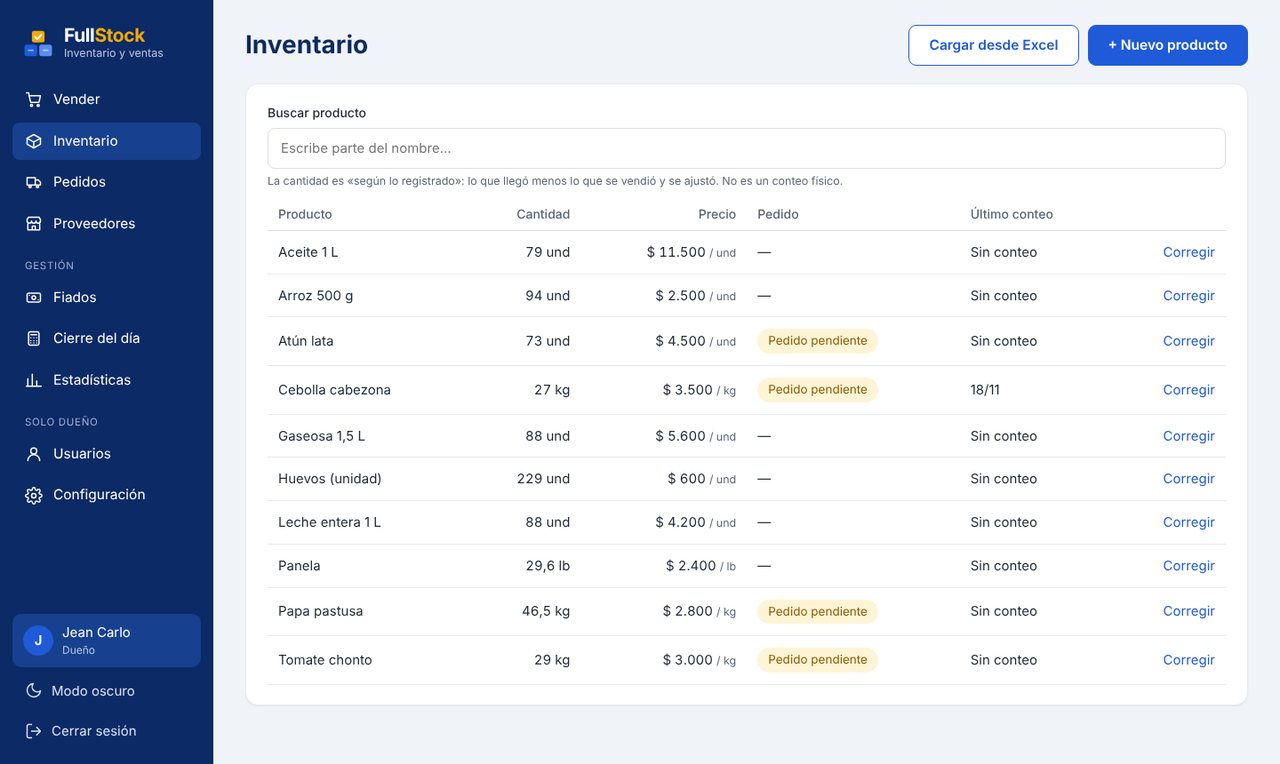 FullStock
Inventario y ventas
Vender
Inventario
Pedidos
Proveedores
GESTIÓN
Fiados
Cierre del día
Estadísticas
SOLO DUEÑO
Usuarios
Configuración
J
Jean Carlo
Dueño
Modo oscuro
Cerrar sesión
Inventario
Cargar desde Excel
+ Nuevo producto
Buscar producto
Escribe parte del nombre...
La cantidad es «según lo registrado»: lo que llegó menos lo que se vendió y se ajustó. No es un conteo físico.
Producto Cantidad Precio Pedido Último conteo
Aceite 1 L 79 und $ 11.500 / und — Sin conteo Corregir
Arroz 500 g 94 und $ 2.500 / und — Sin conteo Corregir
Atún lata 73 und $ 4.500 / und Pedido pendiente Sin conteo Corregir
Cebolla cabezona 27 kg $ 3.500 / kg Pedido pendiente 18/11 Corregir
Gaseosa 1,5 L 88 und $ 5.600 / und — Sin conteo Corregir
Huevos (unidad) 229 und $ 600 / und — Sin conteo Corregir
Leche entera 1 L 88 und $ 4.200 / und — Sin conteo Corregir
Panela 29,6 lb $ 2.400 / lb — Sin conteo Corregir
Papa pastusa 46,5 kg $ 2.800 / kg Pedido pendiente Sin conteo Corregir
Tomate chonto 29 kg $ 3.000 / kg Pedido pendiente Sin conteo Corregir